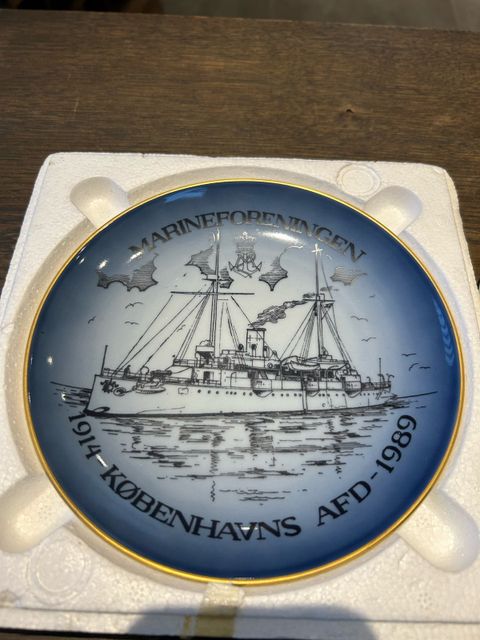 MARINEFORENINGEN
1914-KØBENHAVNS AFD-1989